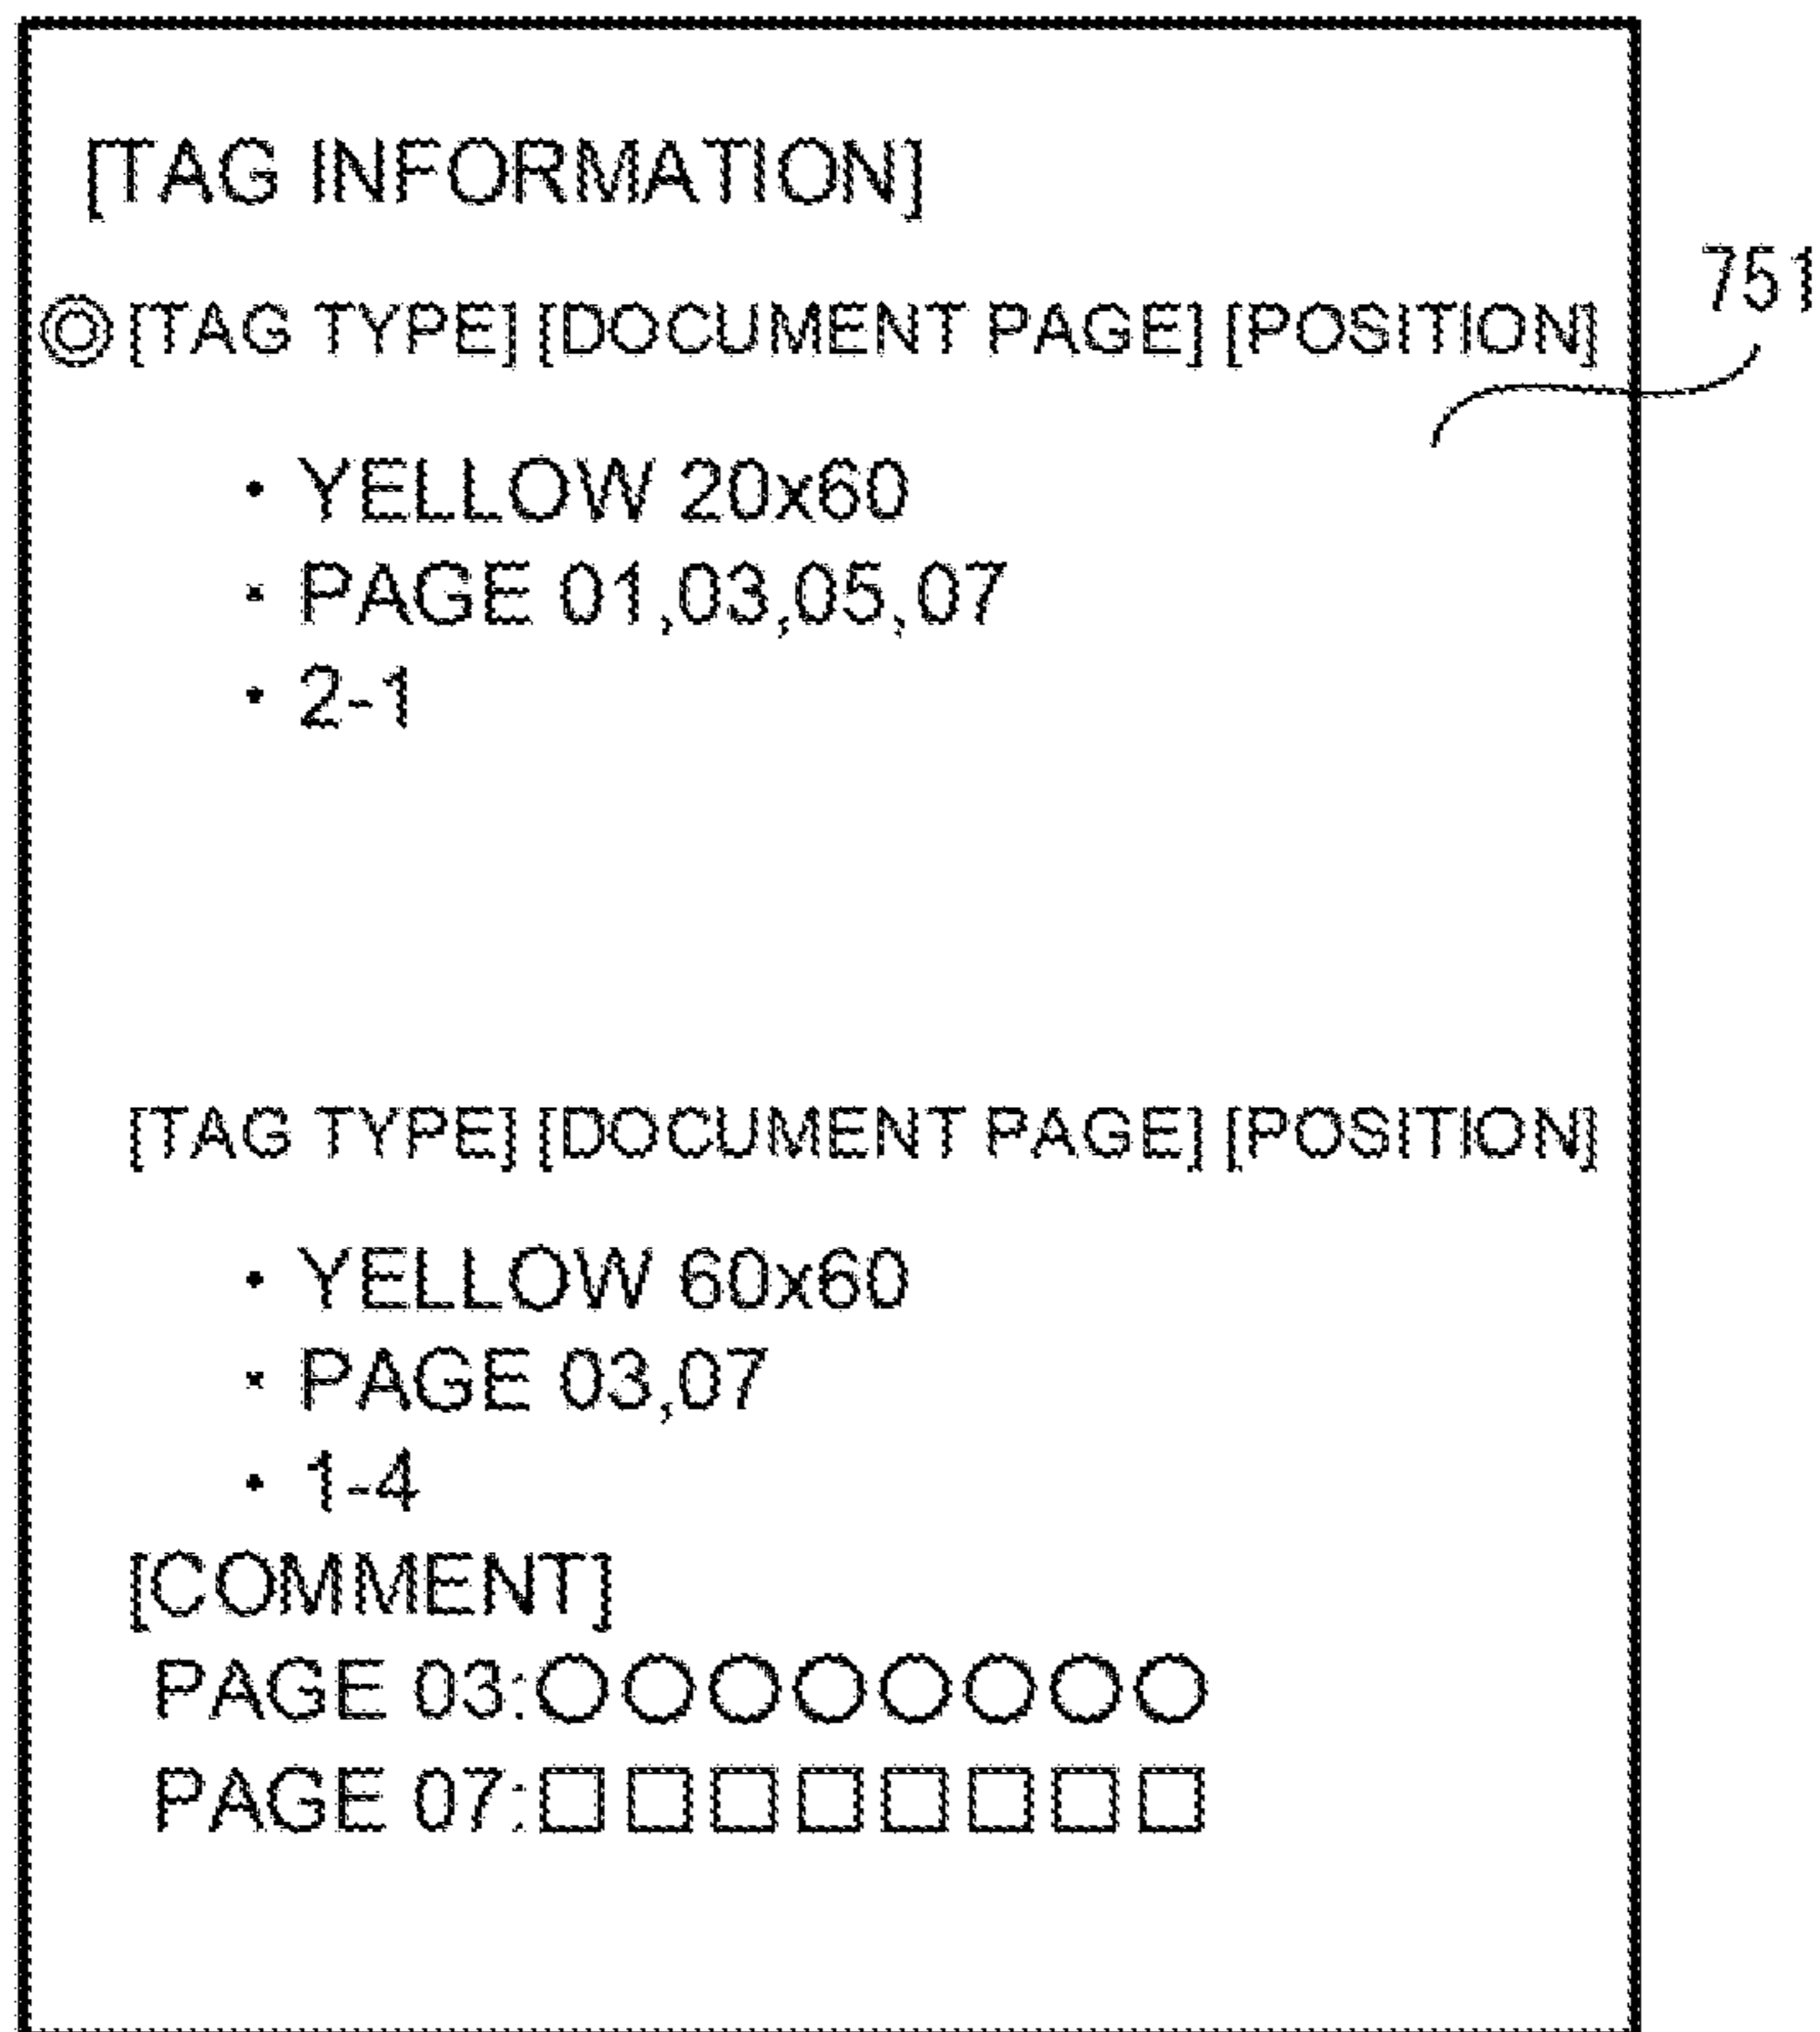 [TAG INFORMATION]
751
◎[TAG TYPE] [DOCUMENT PAGE] [POSITION]
・YELLOW 20x60
・PAGE 01,03,05,07
・2-1
[TAG TYPE] [DOCUMENT PAGE] [POSITION]
・YELLOW 60x60
・PAGE 03,07
・1-4
[COMMENT]
PAGE 03:○○○○○○○○
PAGE 07:□□□□□□□□